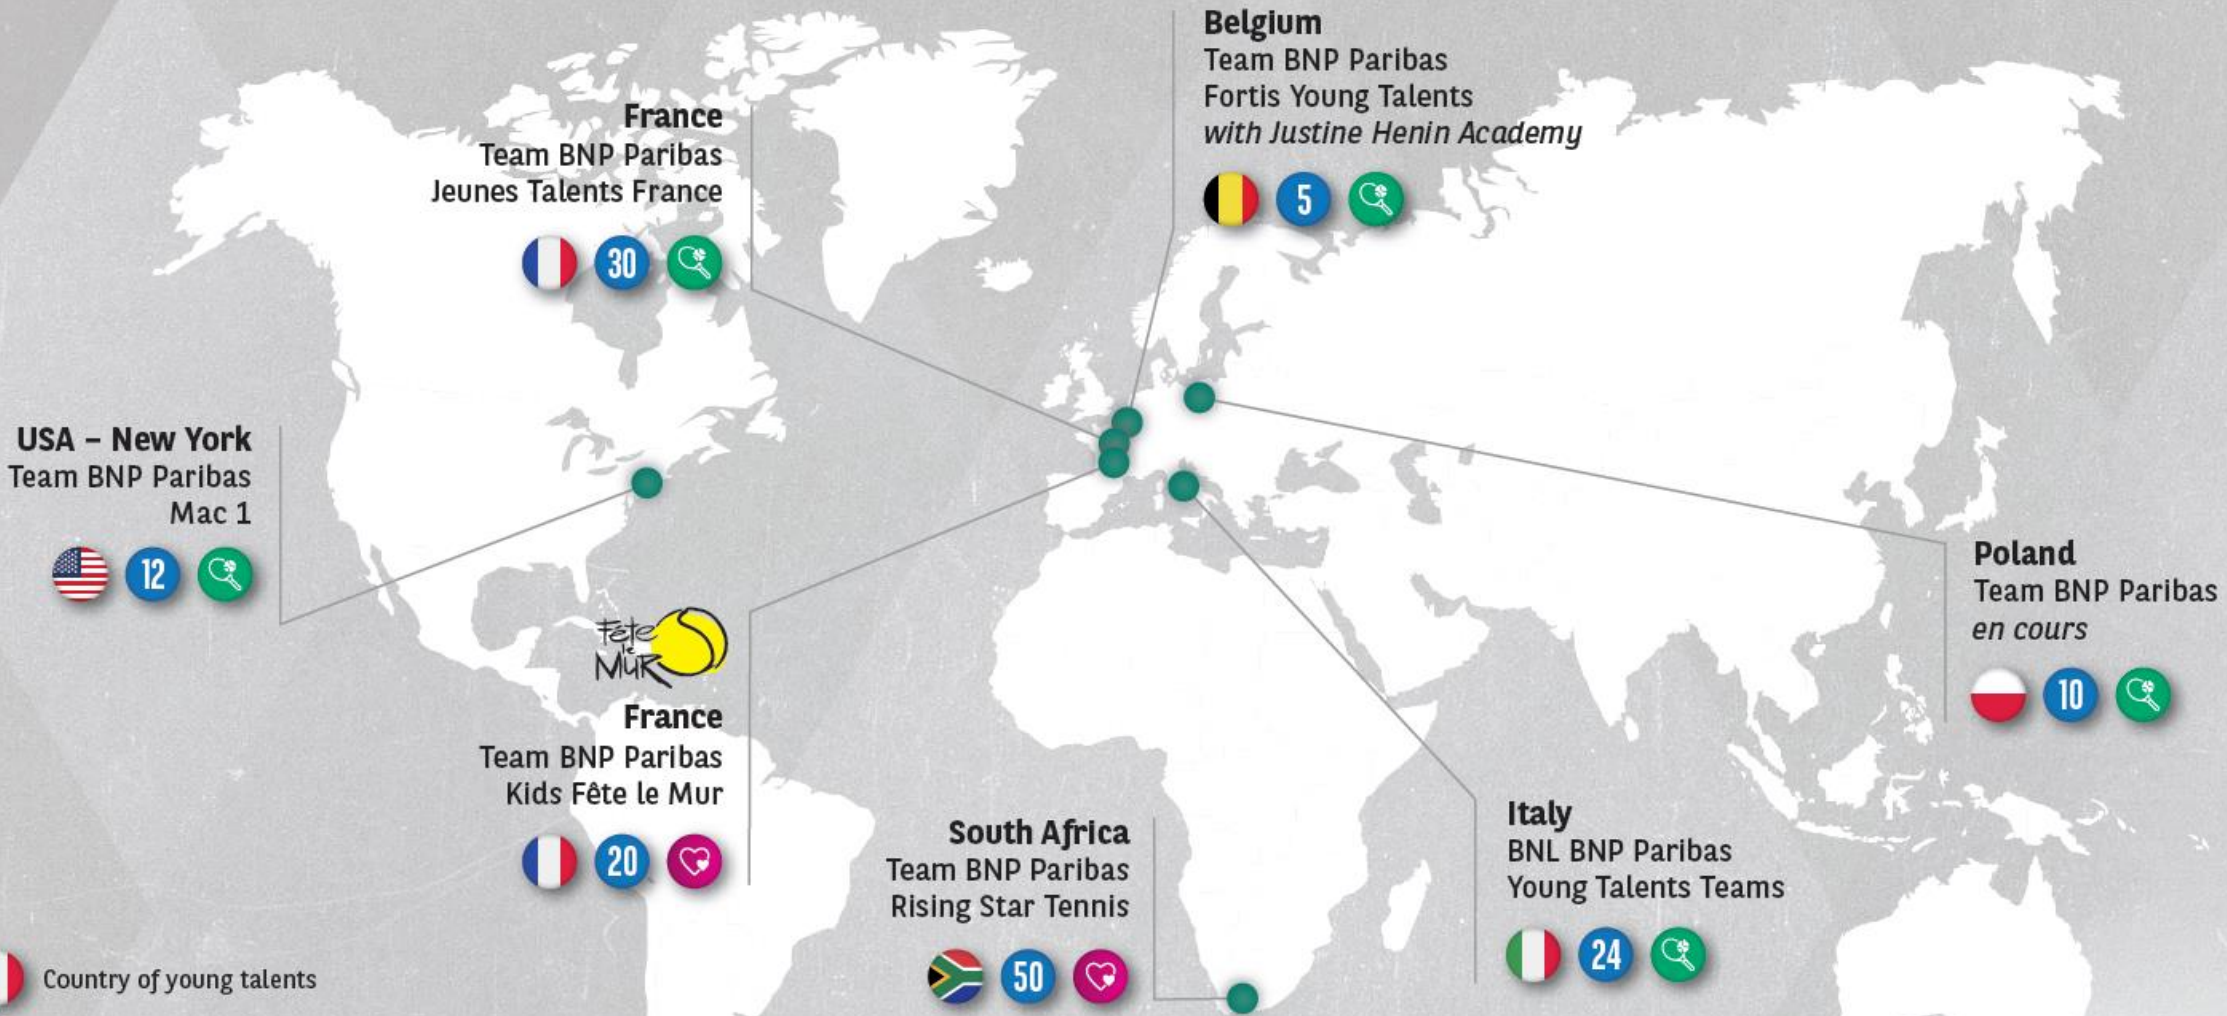 Belgium
Team BNP Paribas
Fortis Young Talents
with Justine Henin Academy
5
France
Team BNP Paribas
Jeunes Talents France
30
USA – New York
Team BNP Paribas
Mac 1
12
Fête
le
MUR
France
Team BNP Paribas
Kids Fête le Mur
20
South Africa
Team BNP Paribas
Rising Star Tennis
50
Italy
BNL BNP Paribas
Young Talents Teams
24
Poland
Team BNP Paribas
en cours
10
Country of young talents